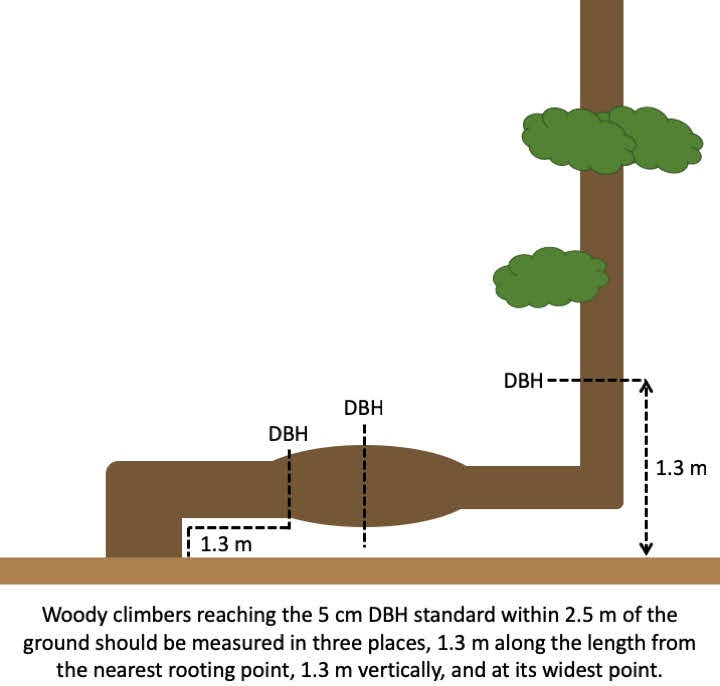 DBH
DBH
DBH
1.3 m
1.3 m
Woody climbers reaching the 5 cm DBH standard within 2.5 m of the
ground should be measured in three places, 1.3 m along the length from
the nearest rooting point, 1.3 m vertically, and at its widest point.